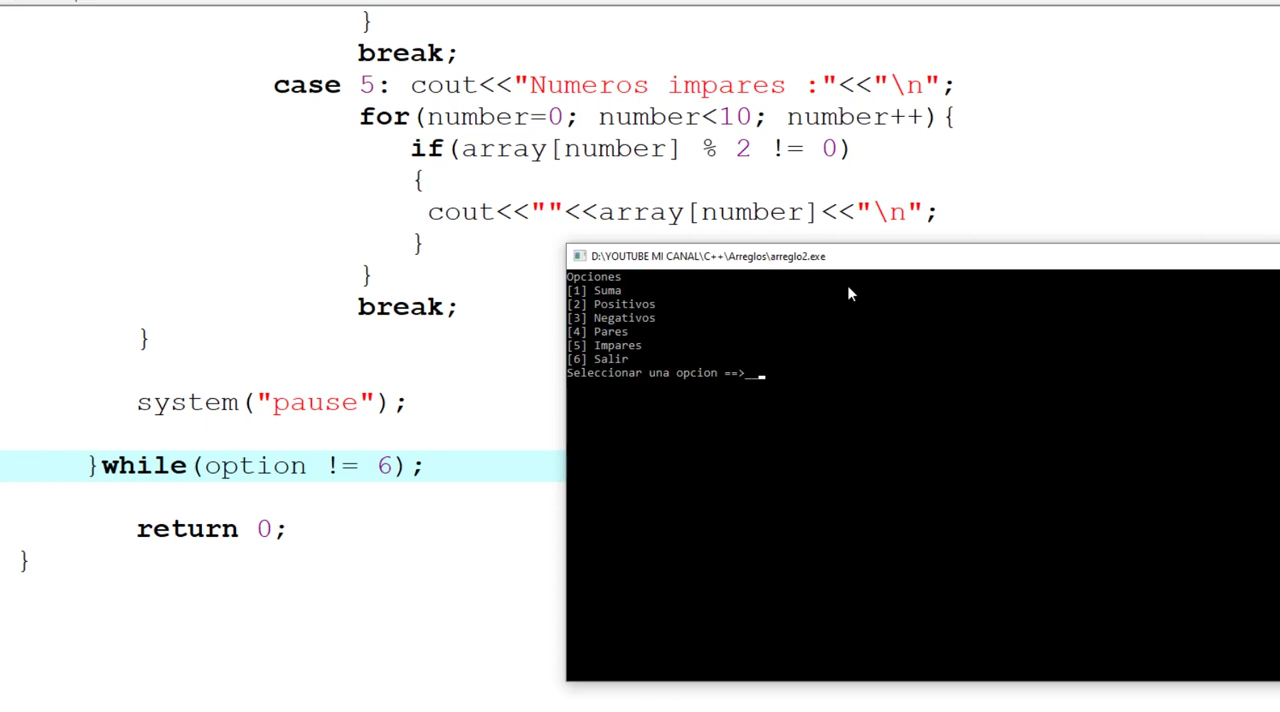 }
break;
case 5: cout<<"Numeros impares :"<<"\n";
for(number=0; number<10; number++){
if(array[number] % 2 != 0)
{
cout<<""<<array[number]<<"\n";
}
}
break;
}
system("pause");
}while(option != 6);
return 0;
}
D:\YOUTUBE MI CANAL\C++\Arreglos\arreglo2.exe
Opciones
[1] Suma
[2] Positivos
[3] Negativos
[4] Pares
[5] Impares
[6] Salir
Seleccionar una opcion ==>__